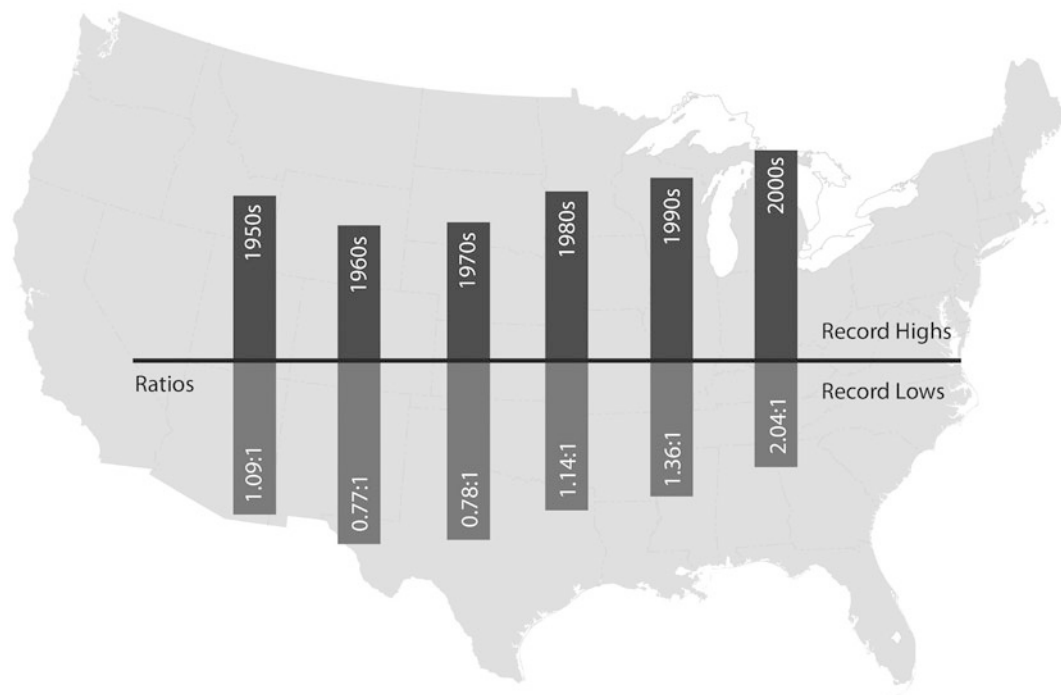 1950s
1960s
1970s
1980s
1990s
2000s
Record Highs
Ratios
Record Lows
1.09:1
0.77:1
0.78:1
1.14:1
1.36:1
2.04:1